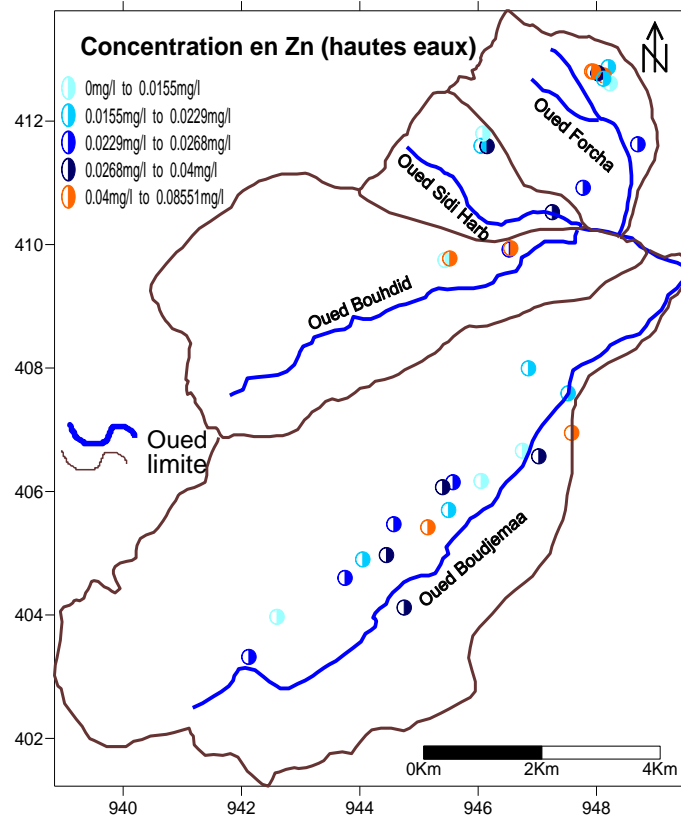 Concentration en Zn (hautes eaux)
N
0mg/l to 0.0155mg/l
0.0155mg/l to 0.0229mg/l
0.0229mg/l to 0.0268mg/l
0.0268mg/l to 0.04mg/l
0.04mg/l to 0.08551mg/l
Oued Forcha
Oued Sidi Harb
Oued Bouhdid
Oued Boudjemaa
Oued
limite
412
410
408
406
404
402
0Km 2Km 4Km
940 942 944 946 948